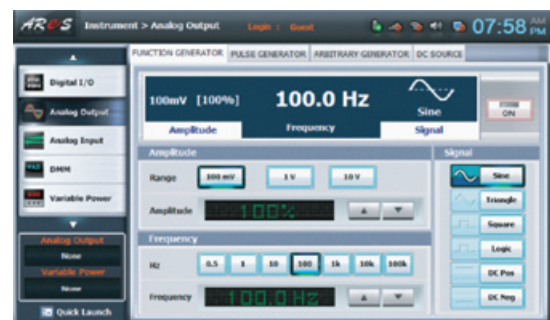 ARES Instrument > Analog Output Login : Guest 07:58 AM PM
FUNCTION GENERATOR PULSE GENERATOR ARBITRARY GENERATOR DC SOURCE
Digital I/O
Analog Output
Analog Input
DMM
Variable Power
Analog Output
None
Variable Power
None
Quick Launch
100mV [100%] 100.0 Hz Sine
Amplitude Frequency Signal
ON
Amplitude
Range 100 mV 1 V 10 V
Amplitude 100%
Frequency
Hz 0.5 1 10 100 1k 10k 100k
Frequency 100.0 Hz
Signal
Sine
Triangle
Square
Logic
DC Pos
DC Neg